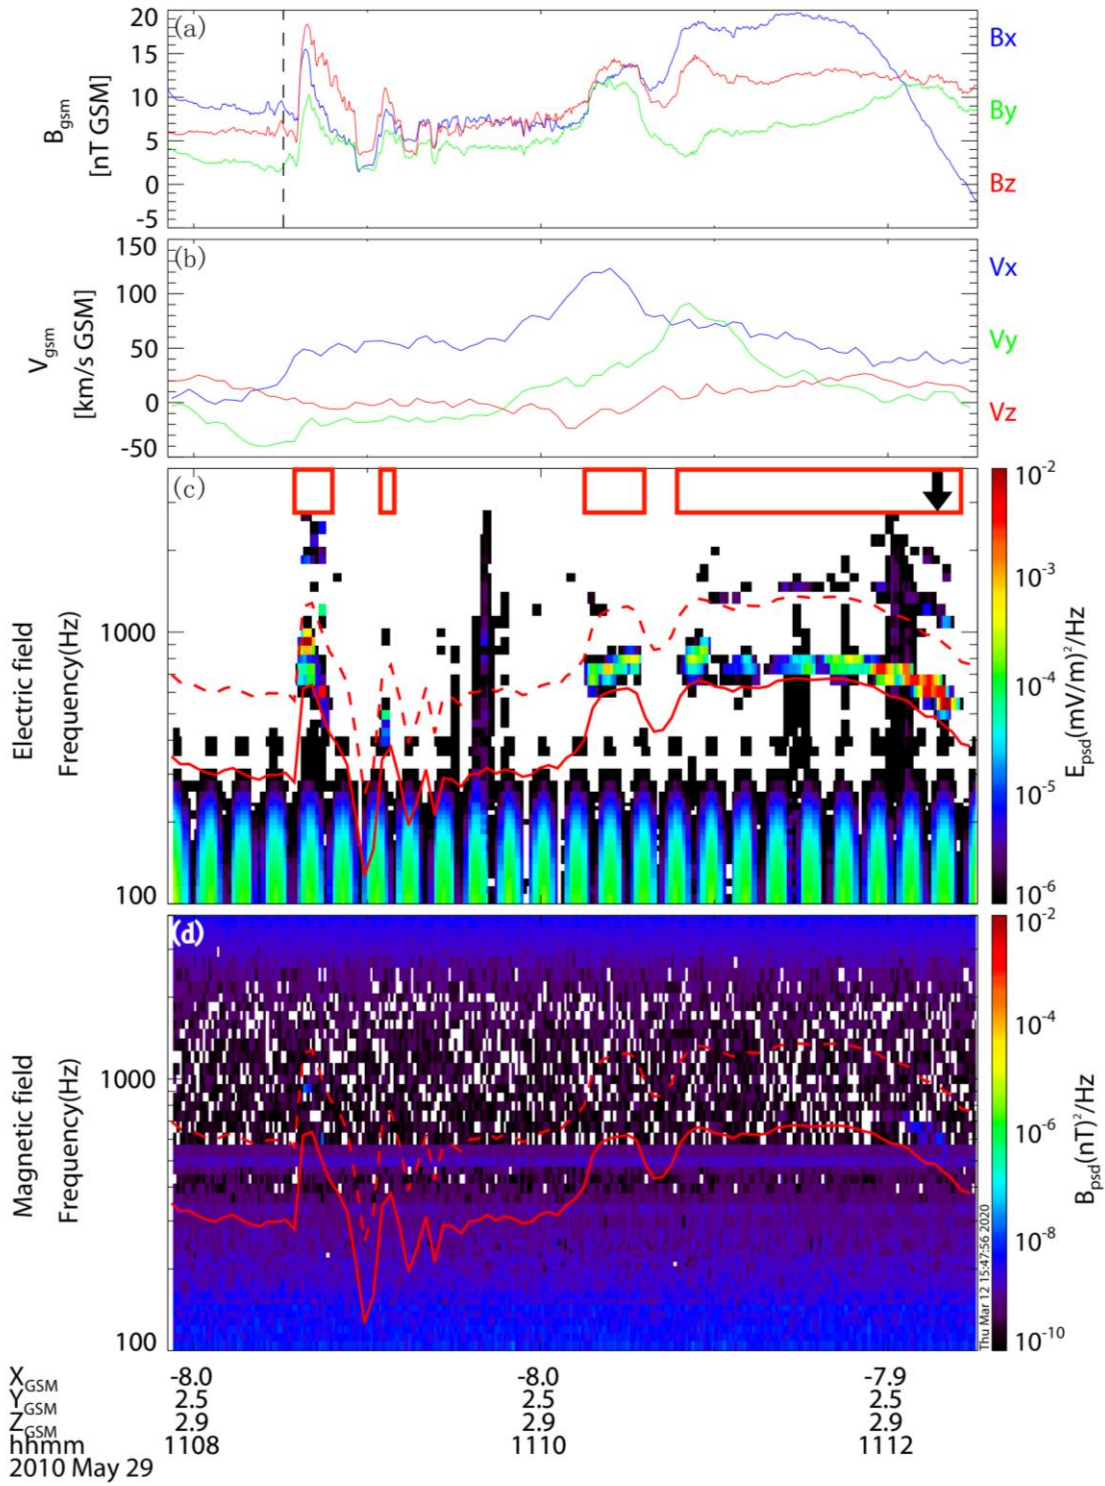 (a)
20
15
10
5
0
-5
B_gsm
[nT GSM]
Bx
By
Bz
(b)
150
100
50
0
-50
V_gsm
[km/s GSM]
Vx
Vy
Vz
(c)
1000
100
Electric field
Frequency(Hz)
10⁻²
10⁻³
10⁻⁴
10⁻⁵
10⁻⁶
E_psd(mV/m)²/Hz
(d)
1000
100
Magnetic field
Frequency(Hz)
10⁻²
10⁻⁴
10⁻⁶
10⁻⁸
10⁻¹⁰
B_psd(nT)²/Hz
Thu Mar 12 15:47:56 2020
X_GSM -8.0 -8.0 -7.9
Y_GSM 2.5 2.5 2.5
Z_GSM 2.9 2.9 2.9
hhmm 1108 1110 1112
2010 May 29